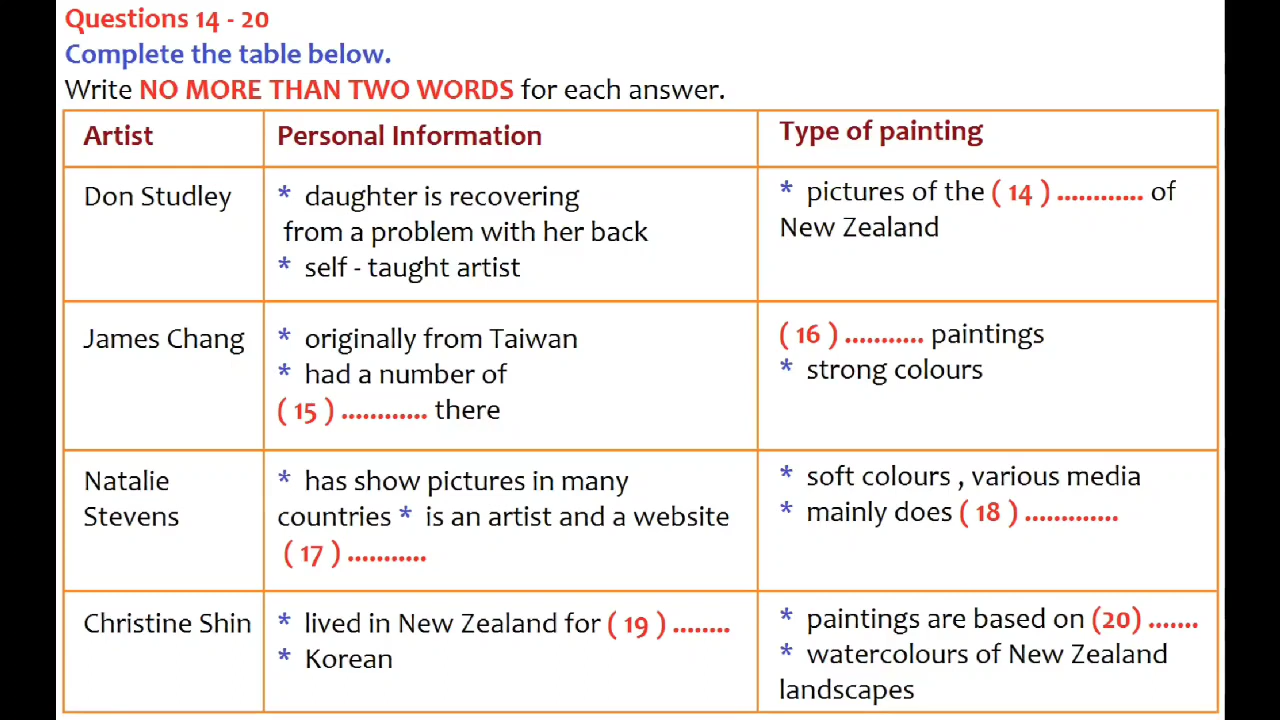 Questions 14 - 20
Complete the table below.
Write NO MORE THAN TWO WORDS for each answer.
Artist
Personal Information
Type of painting
Don Studley
* daughter is recovering
from a problem with her back
* self - taught artist
* pictures of the ( 14 ) ............ of
New Zealand
James Chang
* originally from Taiwan
* had a number of
( 15 ) ............ there
( 16 ) ........... paintings
* strong colours
Natalie
Stevens
* has show pictures in many
countries * is an artist and a website
( 17 ) ...........
* soft colours , various media
* mainly does ( 18 ) .............
Christine Shin
* lived in New Zealand for ( 19 ) ........
* Korean
* paintings are based on (20) .......
* watercolours of New Zealand
landscapes